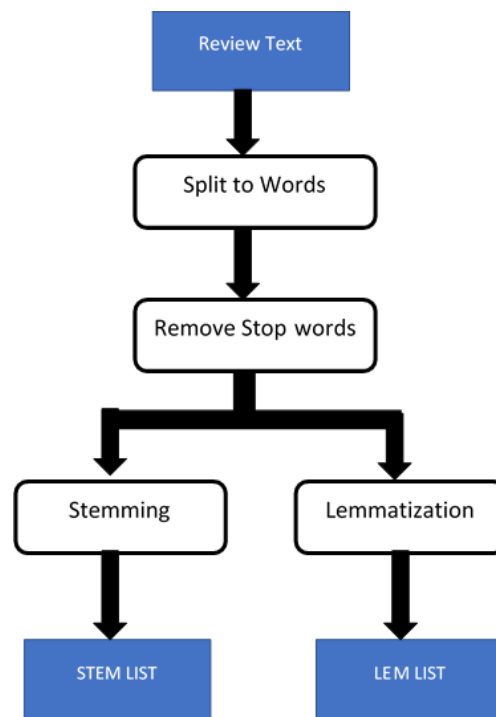 Review Text
Split to Words
Remove Stop words
Stemming
Lemmatization
STEM LIST
LEM LIST